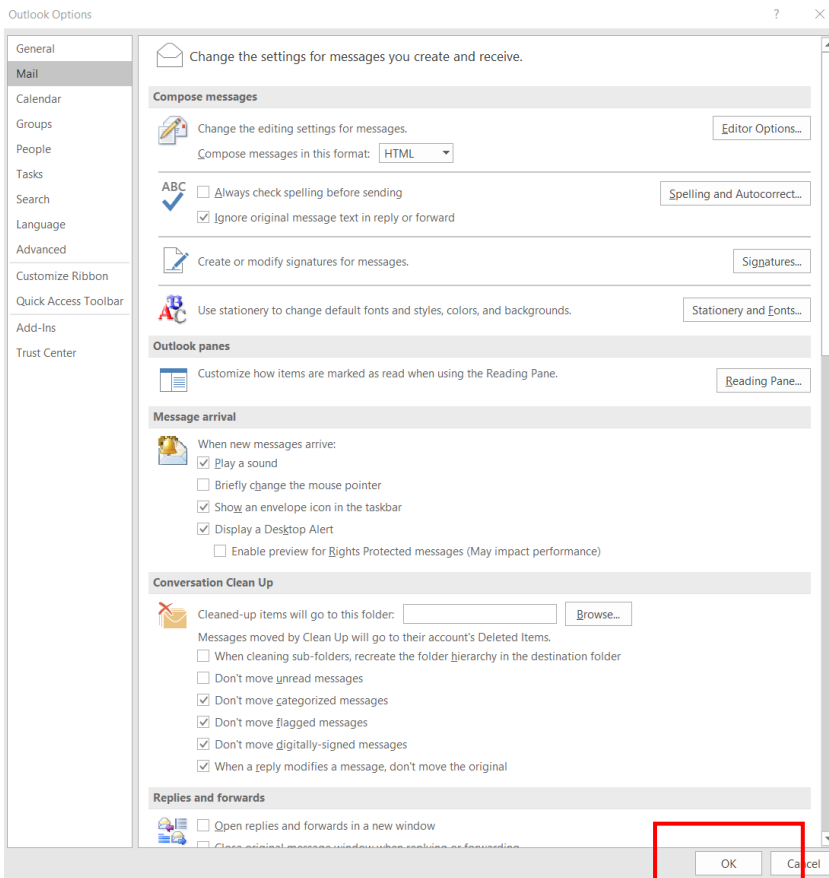 Outlook Options
General
Mail
Calendar
Groups
People
Tasks
Search
Language
Advanced
Customize Ribbon
Quick Access Toolbar
Add-Ins
Trust Center
Change the settings for messages you create and receive.
Compose messages
Change the editing settings for messages.
Editor Options...
Compose messages in this format: HTML
ABC
Always check spelling before sending
Spelling and Autocorrect...
Ignore original message text in reply or forward
Create or modify signatures for messages.
Signatures...
Use stationery to change default fonts and styles, colors, and backgrounds.
Stationery and Fonts...
Outlook panes
Customize how items are marked as read when using the Reading Pane.
Reading Pane...
Message arrival
When new messages arrive:
Play a sound
Briefly change the mouse pointer
Show an envelope icon in the taskbar
Display a Desktop Alert
Enable preview for Rights Protected messages (May impact performance)
Conversation Clean Up
Cleaned-up items will go to this folder:
Browse...
Messages moved by Clean Up will go to their account's Deleted Items.
When cleaning sub-folders, recreate the folder hierarchy in the destination folder
Don't move unread messages
Don't move categorized messages
Don't move flagged messages
Don't move digitally-signed messages
When a reply modifies a message, don't move the original
Replies and forwards
Open replies and forwards in a new window
Close original message window when replying or forwarding
OK
Cancel